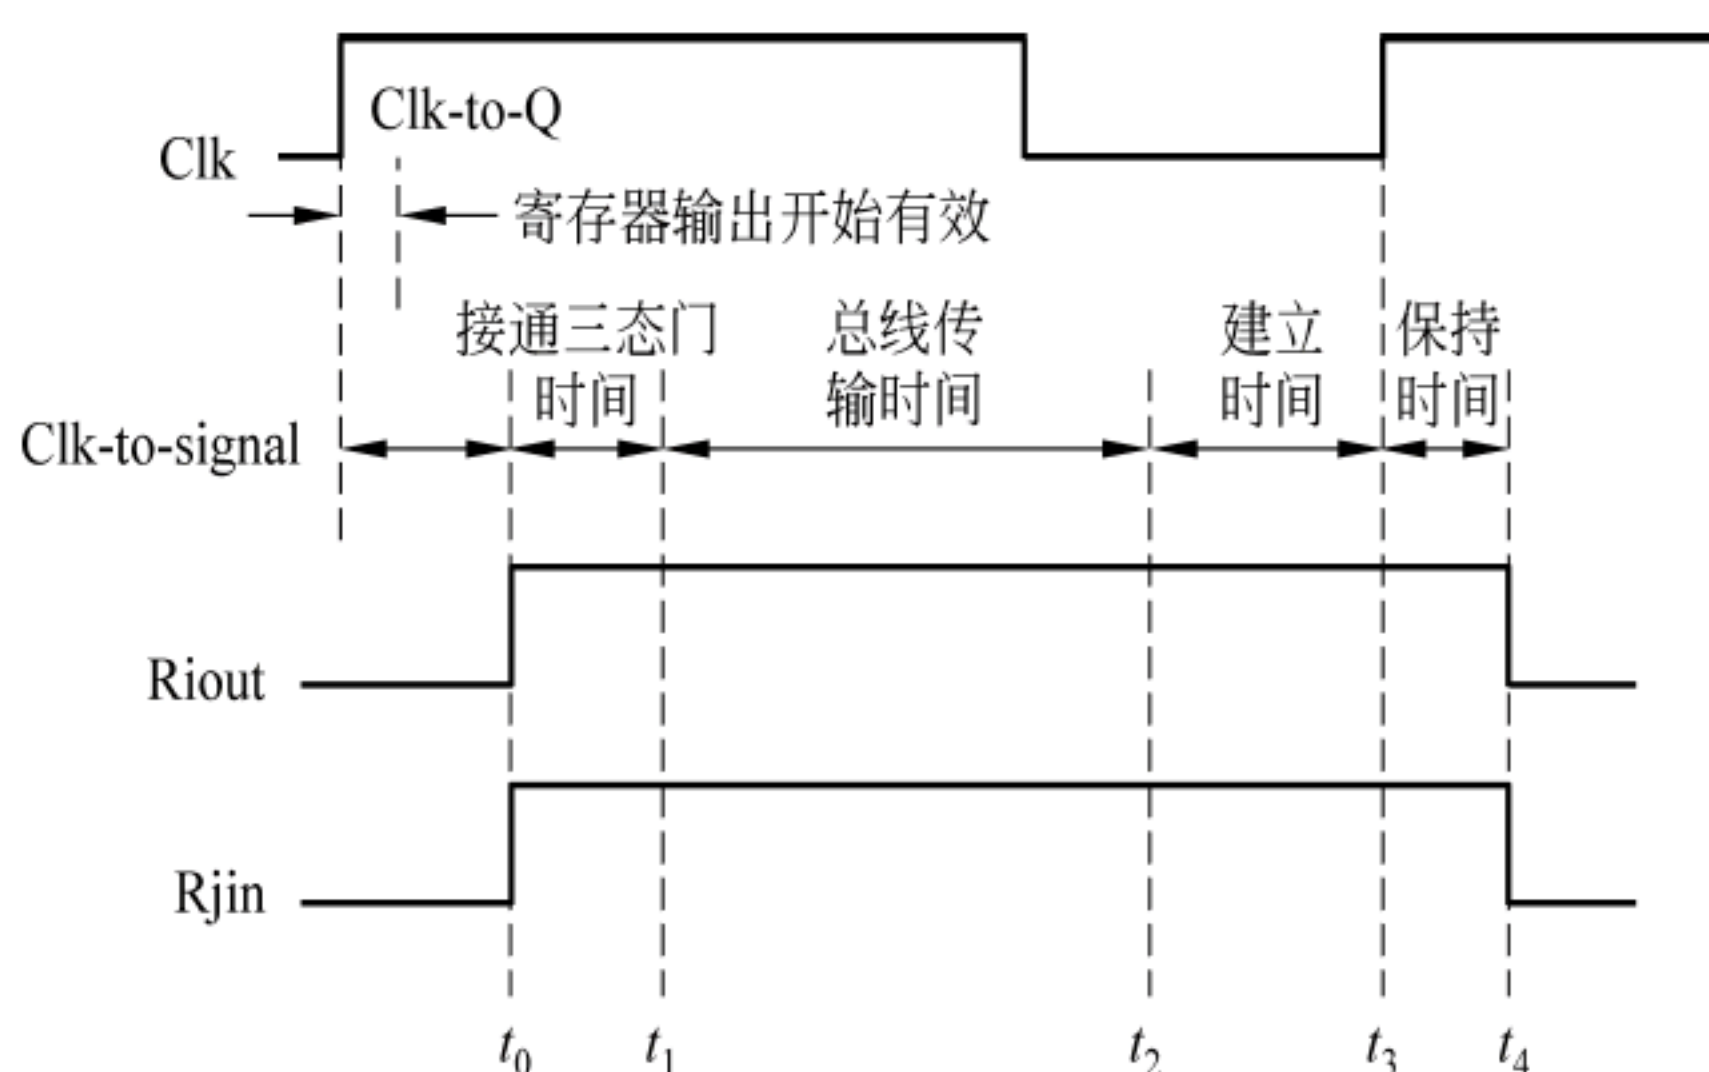 Clk-to-Q
Clk
寄存器输出开始有效
接通三态门
时间
总线传
输时间
建立
时间
保持
时间
Clk-to-signal
Riout
Rjin
t0
t1
t2
t3
t4